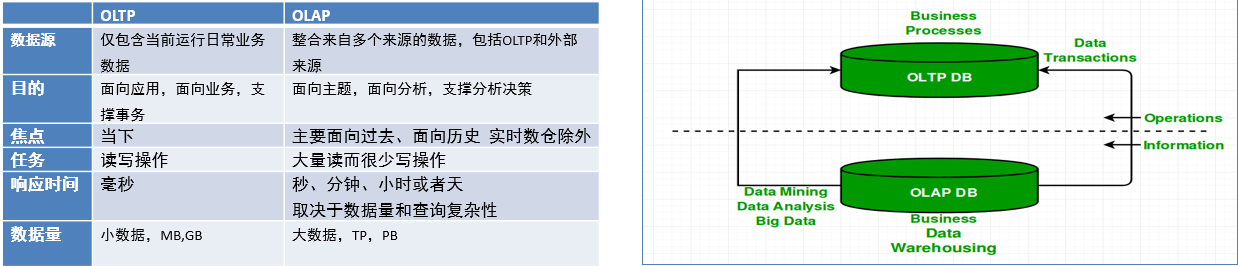 OLTP OLAP
数据源 仅包含当前运行日常业务 整合来自多个来源的数据，包括OLTP和外部
数据 来源
目的 面向应用，面向业务，支 面向主题，面向分析，支撑分析决策
撑事务
焦点 当下 主要面向过去、面向历史 实时数仓除外
任务 读写操作 大量读而很少写操作
响应时间 毫秒 秒、分钟、小时或者天
取决于数据量和查询复杂性
数据量 小数据，MB,GB 大数据，TP，PB
Business
Processes
OLTP DB
Data
Transactions
Operations
Information
OLAP DB
Data Mining
Data Analysis
Big Data
Business
Data
Warehousing